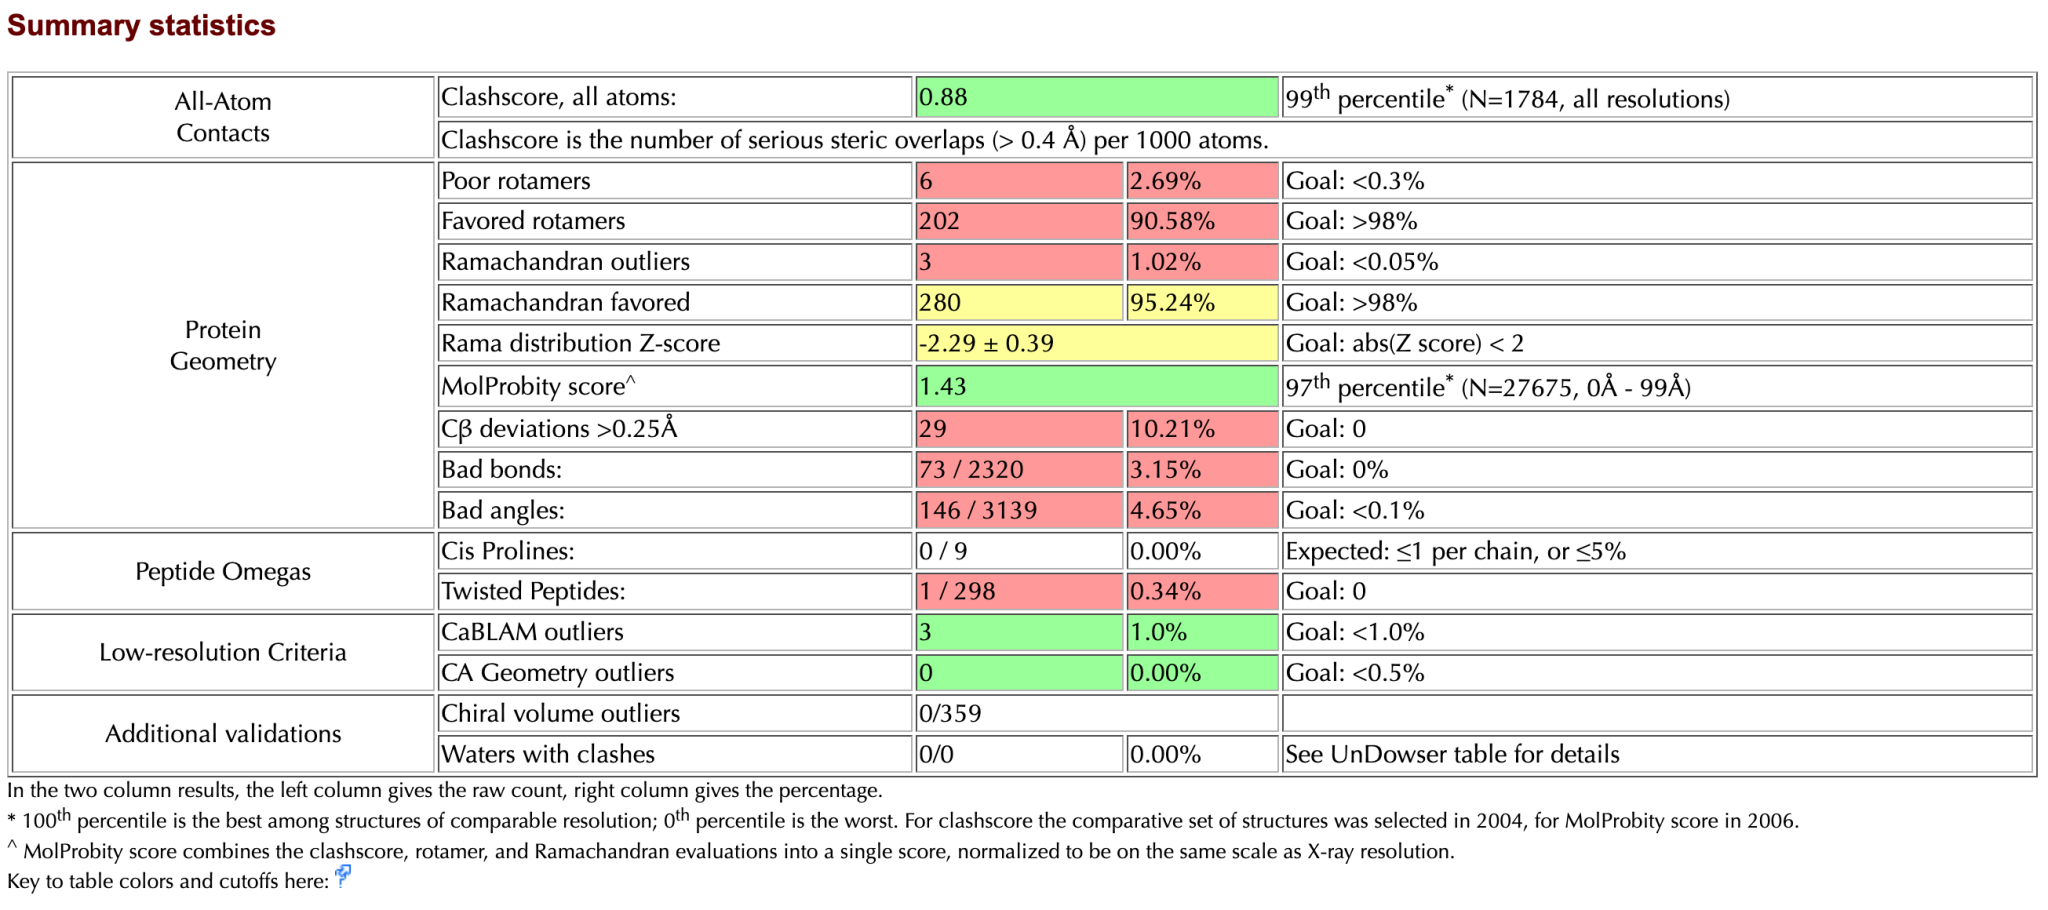 Summary statistics
All-Atom
Contacts
Clashscore, all atoms: 0.88 99th percentile* (N=1784, all resolutions)
Clashscore is the number of serious steric overlaps (> 0.4 Å) per 1000 atoms.
Protein
Geometry
Poor rotamers 6 2.69% Goal: <0.3%
Favored rotamers 202 90.58% Goal: >98%
Ramachandran outliers 3 1.02% Goal: <0.05%
Ramachandran favored 280 95.24% Goal: >98%
Rama distribution Z-score -2.29 ± 0.39 Goal: abs(Z score) < 2
MolProbity score^ 1.43 97th percentile* (N=27675, 0Å - 99Å)
Cβ deviations >0.25Å 29 10.21% Goal: 0
Bad bonds: 73 / 2320 3.15% Goal: 0%
Bad angles: 146 / 3139 4.65% Goal: <0.1%
Peptide Omegas
Cis Prolines: 0 / 9 0.00% Expected: ≤1 per chain, or ≤5%
Twisted Peptides: 1 / 298 0.34% Goal: 0
Low-resolution Criteria
CaBLAM outliers 3 1.0% Goal: <1.0%
CA Geometry outliers 0 0.00% Goal: <0.5%
Additional validations
Chiral volume outliers 0/359
Waters with clashes 0/0 0.00% See UnDowser table for details
In the two column results, the left column gives the raw count, right column gives the percentage.
* 100th percentile is the best among structures of comparable resolution; 0th percentile is the worst. For clashscore the comparative set of structures was selected in 2004, for MolProbity score in 2006.
^ MolProbity score combines the clashscore, rotamer, and Ramachandran evaluations into a single score, normalized to be on the same scale as X-ray resolution.
Key to table colors and cutoffs here: ?